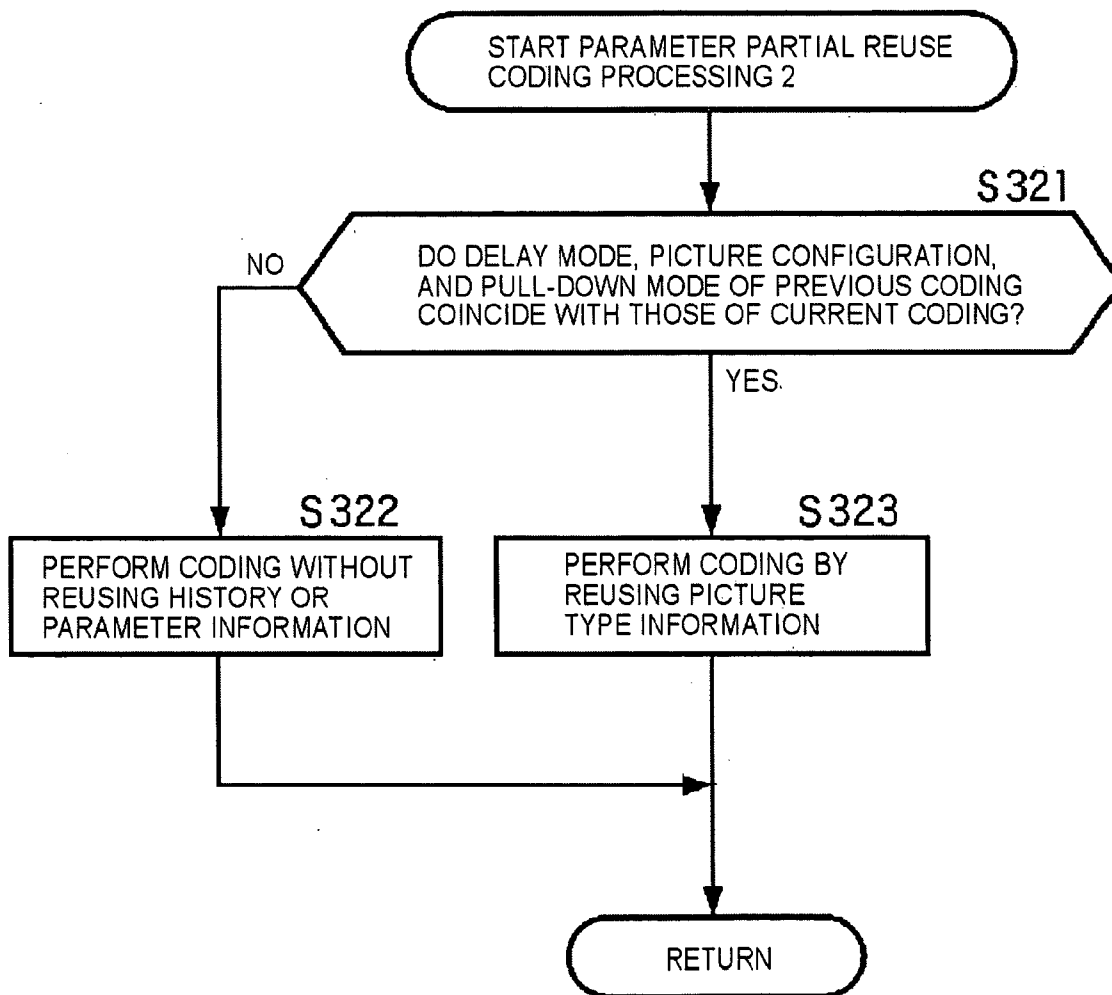 START PARAMETER PARTIAL REUSE
CODING PROCESSING 2
S321
DO DELAY MODE, PICTURE CONFIGURATION,
AND PULL-DOWN MODE OF PREVIOUS CODING
COINCIDE WITH THOSE OF CURRENT CODING?
NO
YES
S322
PERFORM CODING WITHOUT
REUSING HISTORY OR
PARAMETER INFORMATION
S323
PERFORM CODING BY
REUSING PICTURE
TYPE INFORMATION
RETURN